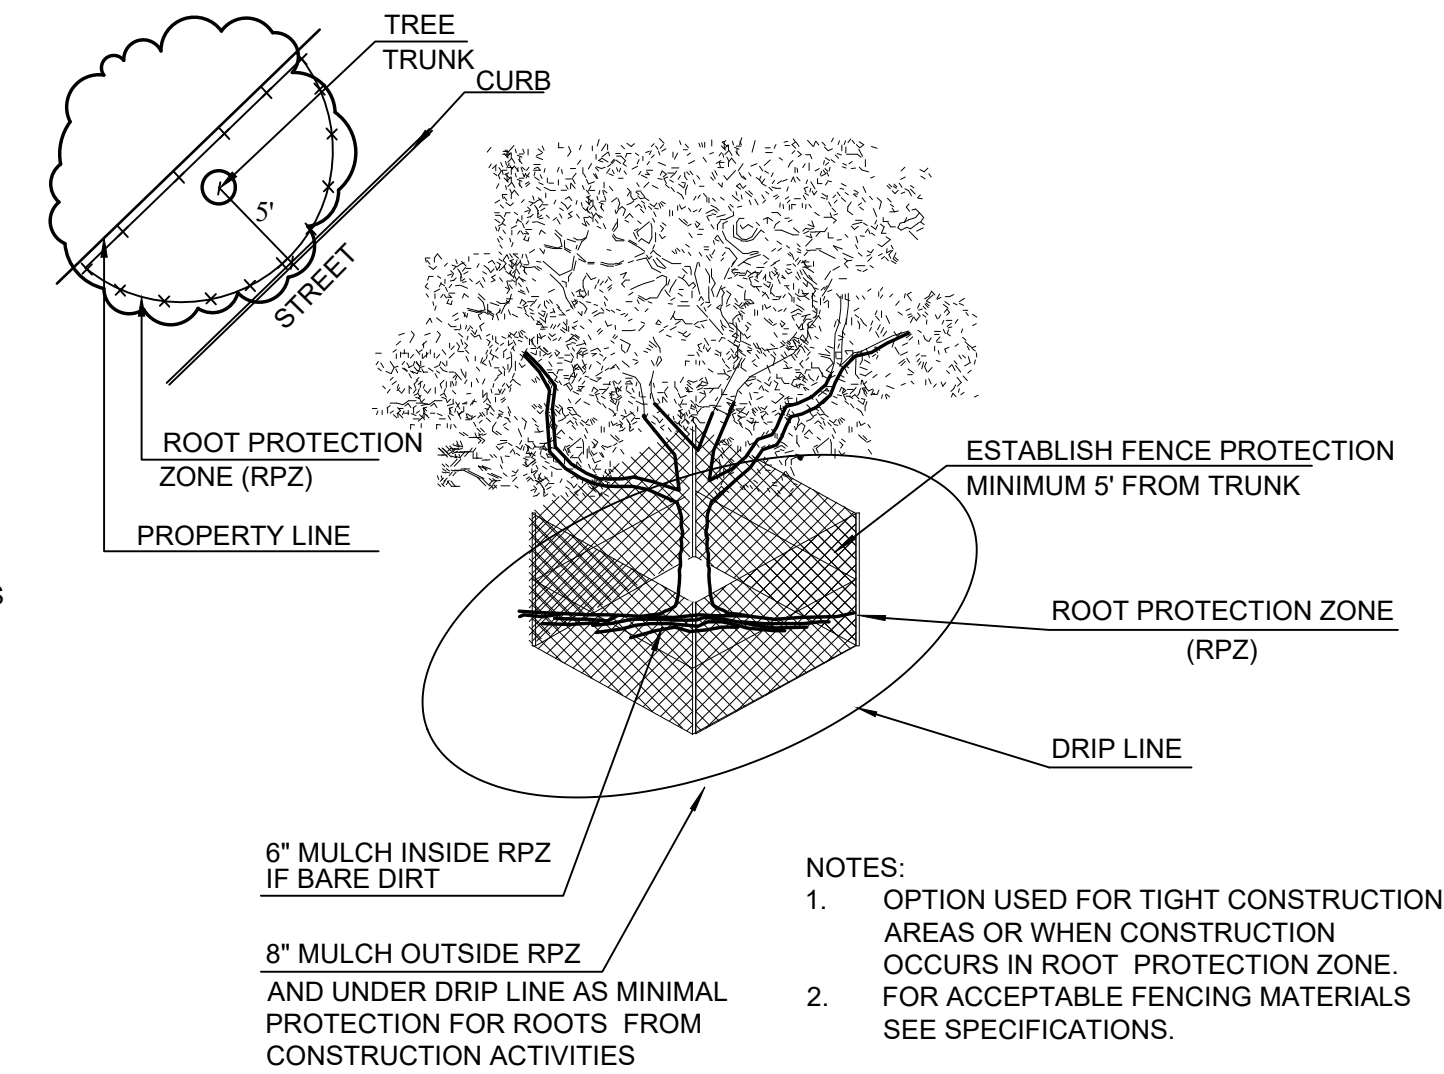 TREE
TRUNK
CURB
5'
STREET
ROOT PROTECTION
ZONE (RPZ)
PROPERTY LINE
ESTABLISH FENCE PROTECTION
MINIMUM 5' FROM TRUNK
S
ROOT PROTECTION ZONE
(RPZ)
DRIP LINE
6" MULCH INSIDE RPZ
IF BARE DIRT
8" MULCH OUTSIDE RPZ
AND UNDER DRIP LINE AS MINIMAL
PROTECTION FOR ROOTS FROM
CONSTRUCTION ACTIVITIES
NOTES:
1. OPTION USED FOR TIGHT CONSTRUCTION
AREAS OR WHEN CONSTRUCTION
OCCURS IN ROOT PROTECTION ZONE.
2. FOR ACCEPTABLE FENCING MATERIALS
SEE SPECIFICATIONS.